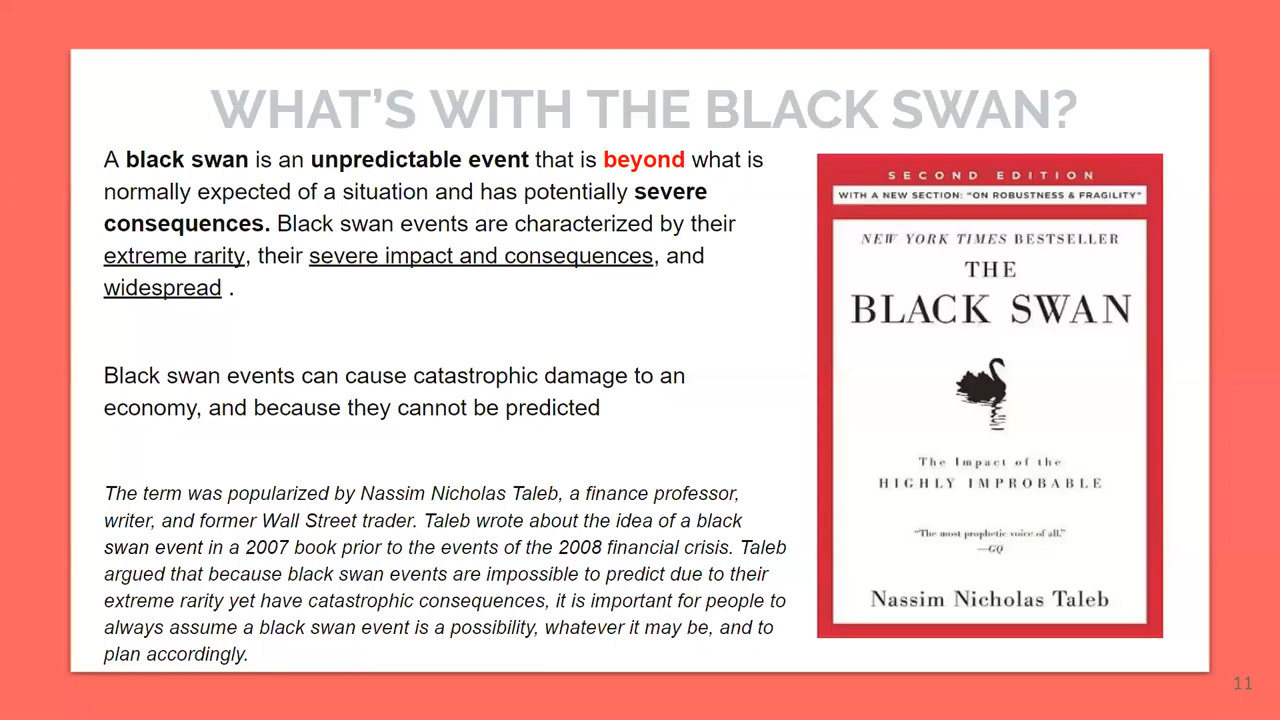 WHAT'S WITH THE BLACK SWAN?
A black swan is an unpredictable event that is beyond what is
normally expected of a situation and has potentially severe
consequences. Black swan events are characterized by their
extreme rarity, their severe impact and consequences, and
widespread .
Black swan events can cause catastrophic damage to an
economy, and because they cannot be predicted
The term was popularized by Nassim Nicholas Taleb, a finance professor,
writer, and former Wall Street trader. Taleb wrote about the idea of a black
swan event in a 2007 book prior to the events of the 2008 financial crisis. Taleb
argued that because black swan events are impossible to predict due to their
extreme rarity yet have catastrophic consequences, it is important for people to
always assume a black swan event is a possibility, whatever it may be, and to
plan accordingly.
SECOND EDITION
WITH A NEW SECTION: "ON ROBUSTNESS & FRAGILITY"
NEW YORK TIMES BESTSELLER
THE
BLACK SWAN
The Impact of the
HIGHLY IMPROBABLE
"The most prophetic voice of all."
—GQ
Nassim Nicholas Taleb
11